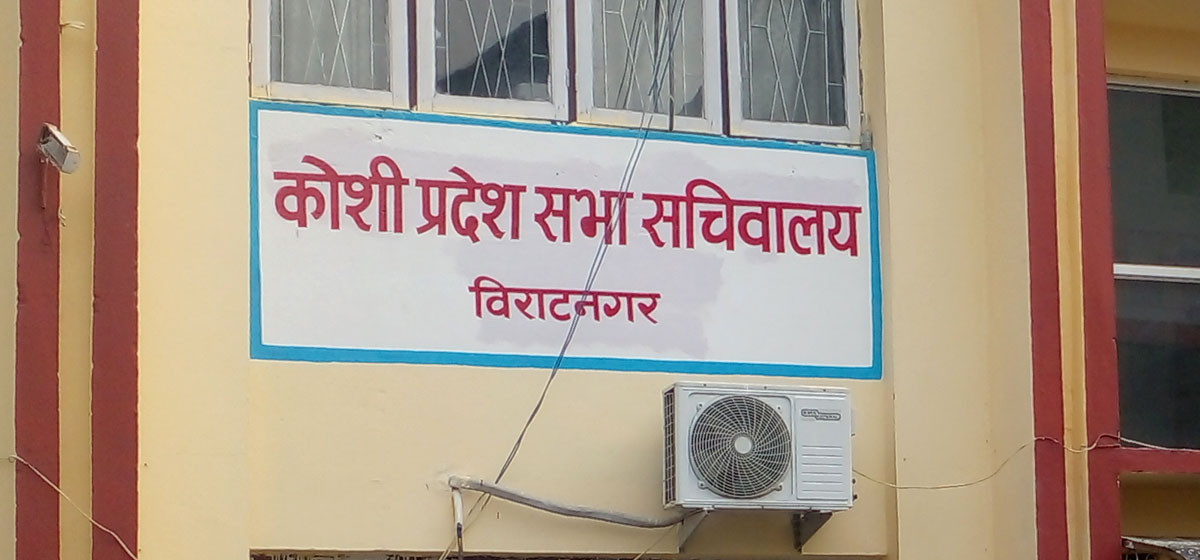 कोशी प्रदेश सभा सचिवालय
विराटनगर